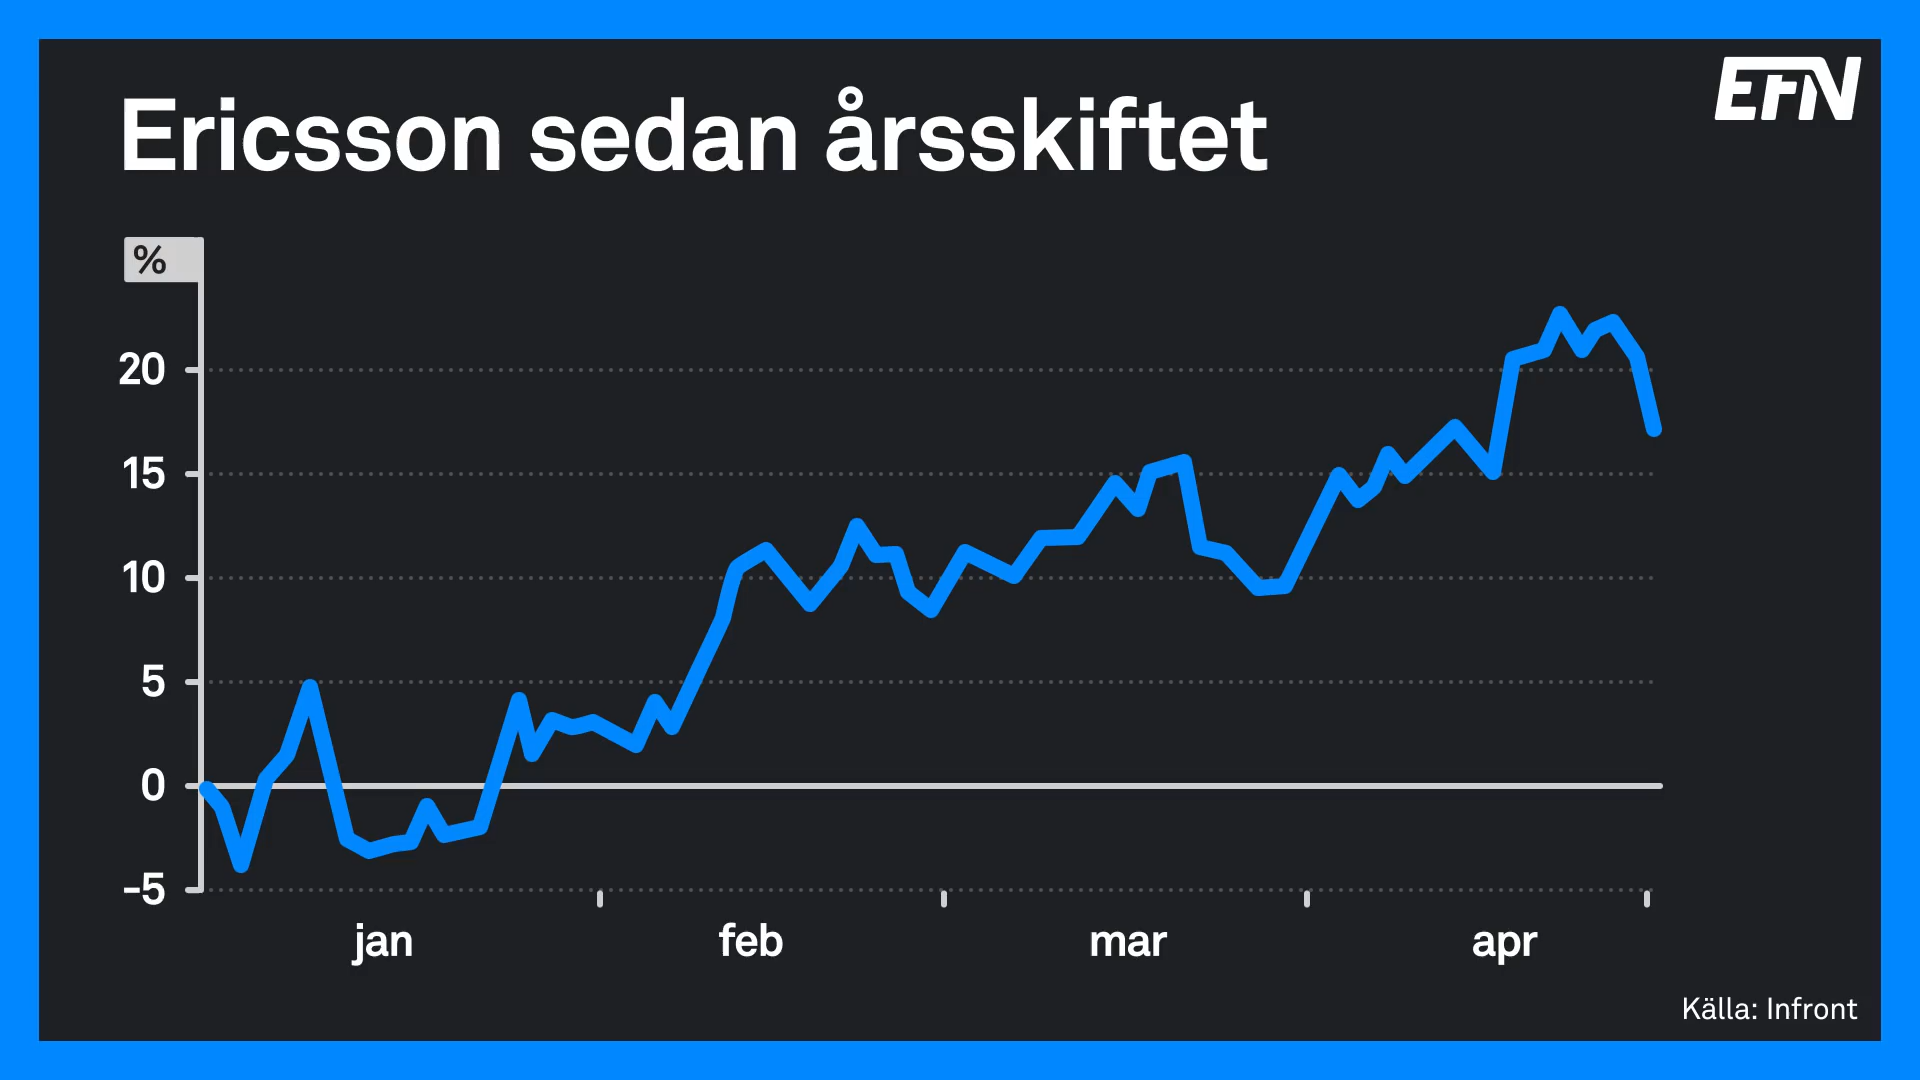 EFN
Ericsson sedan årsskiftet
%
20
15
10
5
0
-5
jan feb mar apr
Källa: Infront